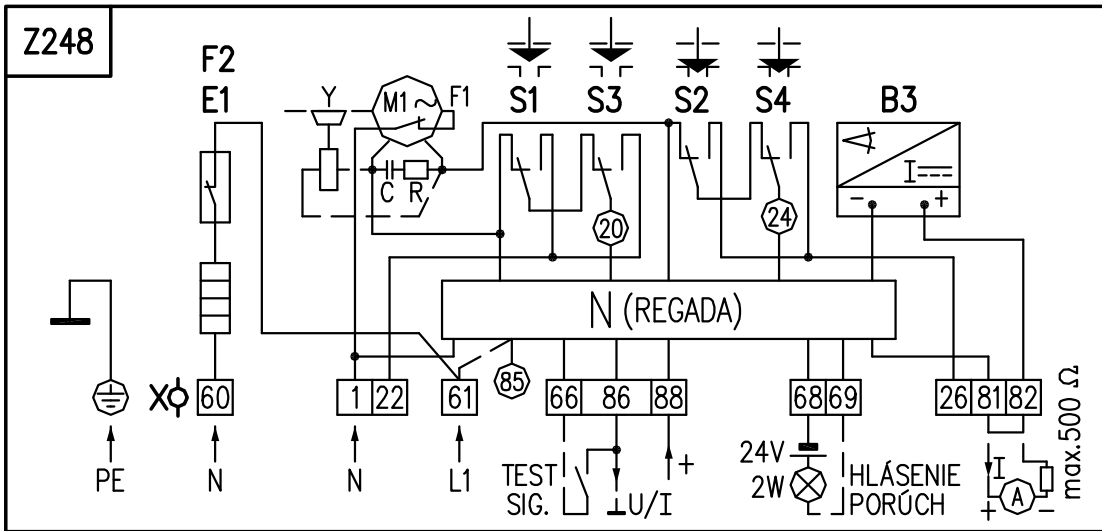 Z248
F2
E1
Y
M1
F1
S1
S3
S2
S4
B3
C
R
I
20
24
-
+
N (REGADA)
X
60
1
22
61
85
66
86
88
68
69
26
81
82
PE
N
N
L1
TEST
SIG.
U/I
+
24V
2W
HLÁSENIE
PORÚCH
I
A
+
-
max.500 Ω